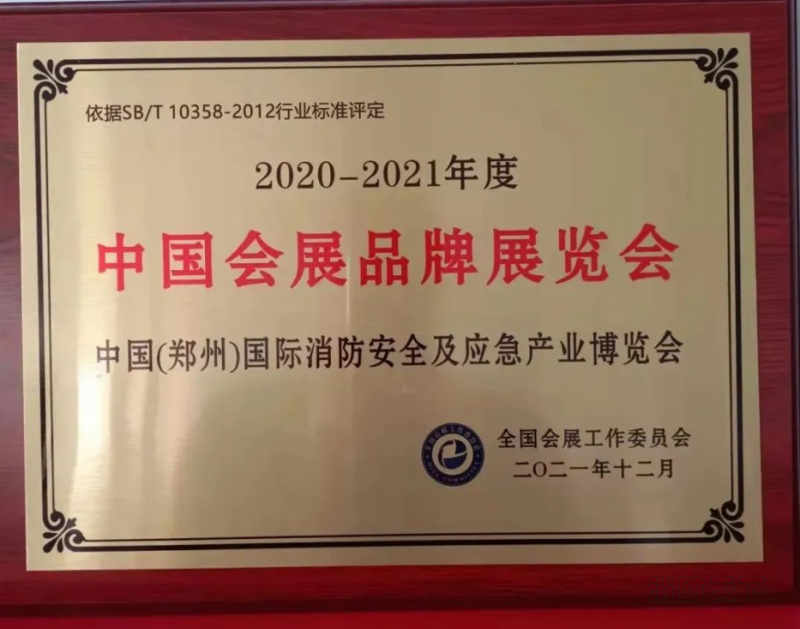 依据SB/T 10358-2012行业标准评定
2020-2021年度
中国会展品牌展览会
中国(郑州)国际消防安全及应急产业博览会
全国会展工作委员会
二〇二一年十二月